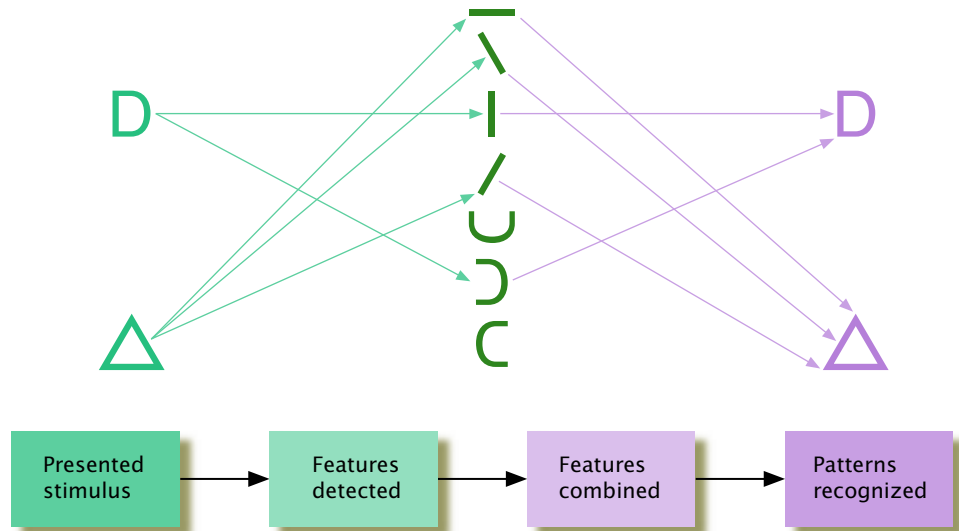 D
D
Presented
stimulus
Features
detected
Features
combined
Patterns
recognized